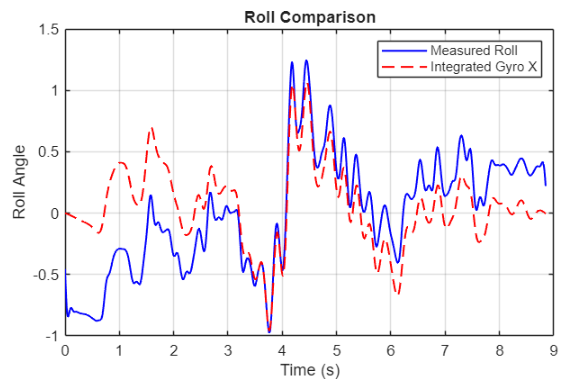 Roll Comparison
Measured Roll
Integrated Gyro X
Roll Angle
1.5
1
0.5
0
-0.5
-1
0 1 2 3 4 5 6 7 8 9
Time (s)